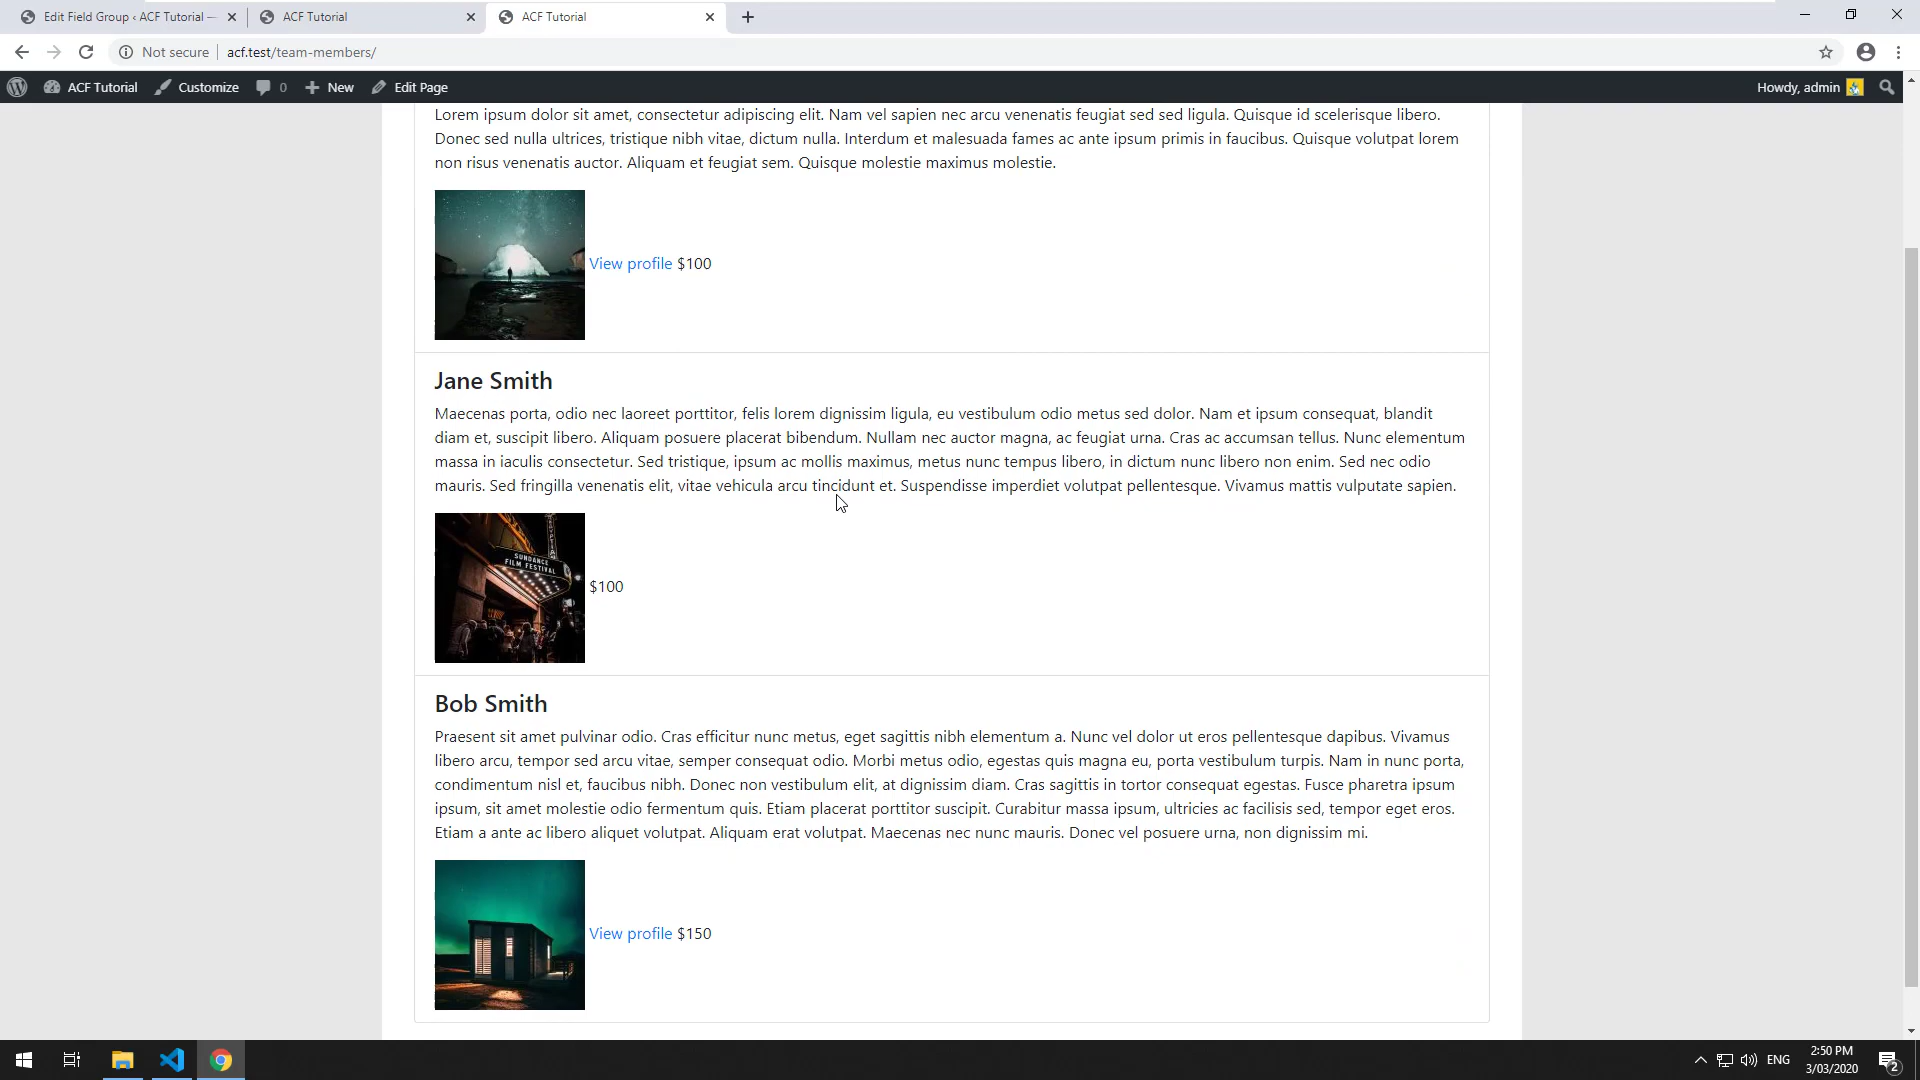 Edit Field Group ‹ ACF Tutorial —
ACF Tutorial
ACF Tutorial
Not secure
acf.test/team-members/
ACF Tutorial
Customize
0
New
Edit Page
Howdy, admin
Lorem ipsum dolor sit amet, consectetur adipiscing elit. Nam vel sapien nec arcu venenatis feugiat sed sed ligula. Quisque id scelerisque libero.
Donec sed nulla ultrices, tristique nibh vitae, dictum nulla. Interdum et malesuada fames ac ante ipsum primis in faucibus. Quisque volutpat lorem
non risus venenatis auctor. Aliquam et feugiat sem. Quisque molestie maximus molestie.
View profile $100
Jane Smith
Maecenas porta, odio nec laoreet porttitor, felis lorem dignissim ligula, eu vestibulum odio metus sed dolor. Nam et ipsum consequat, blandit
diam et, suscipit libero. Aliquam posuere placerat bibendum. Nullam nec auctor magna, ac feugiat urna. Cras ac accumsan tellus. Nunc elementum
massa in iaculis consectetur. Sed tristique, ipsum ac mollis maximus, metus nunc tempus libero, in dictum nunc libero non enim. Sed nec odio
mauris. Sed fringilla venenatis elit, vitae vehicula arcu tincidunt et. Suspendisse imperdiet volutpat pellentesque. Vivamus mattis vulputate sapien.
SUNDANCE
FILM FESTIVAL
$100
Bob Smith
Praesent sit amet pulvinar odio. Cras efficitur nunc metus, eget sagittis nibh elementum a. Nunc vel dolor ut eros pellentesque dapibus. Vivamus
libero arcu, tempor sed arcu vitae, semper consequat odio. Morbi metus odio, egestas quis magna eu, porta vestibulum turpis. Nam in nunc porta,
condimentum nisl et, faucibus nibh. Donec non vestibulum elit, at dignissim diam. Cras sagittis in tortor consequat egestas. Fusce pharetra ipsum
ipsum, sit amet molestie odio fermentum quis. Etiam placerat porttitor suscipit. Curabitur massa ipsum, ultricies ac facilisis sed, tempor eget eros.
Etiam a ante ac libero aliquet volutpat. Aliquam erat volutpat. Maecenas nec nunc mauris. Donec vel posuere urna, non dignissim mi.
View profile $150
ENG
2:50 PM
3/03/2020
2